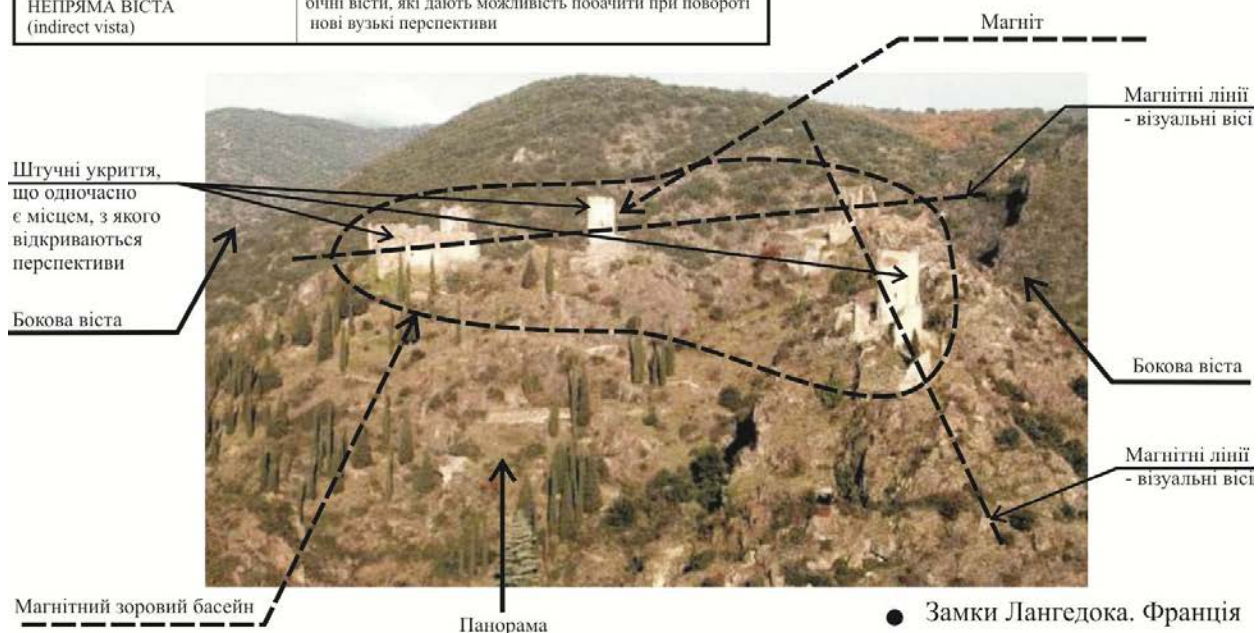 НЕПРЯМА ВІСТА
(indirect vista)
бічні вісти, які дають можливість побачити при повороті
нові вузькі перспективи
Магніт
Магнітні лінії
- візуальні вісі
Штучні укриття,
що одночасно
є місцем, з якого
відкриваються
перспективи
Бокова віста
Бокова віста
Магнітні лінії
- візуальні вісі
Магнітний зоровий басейн
Панорама
● Замки Лангедока. Франція